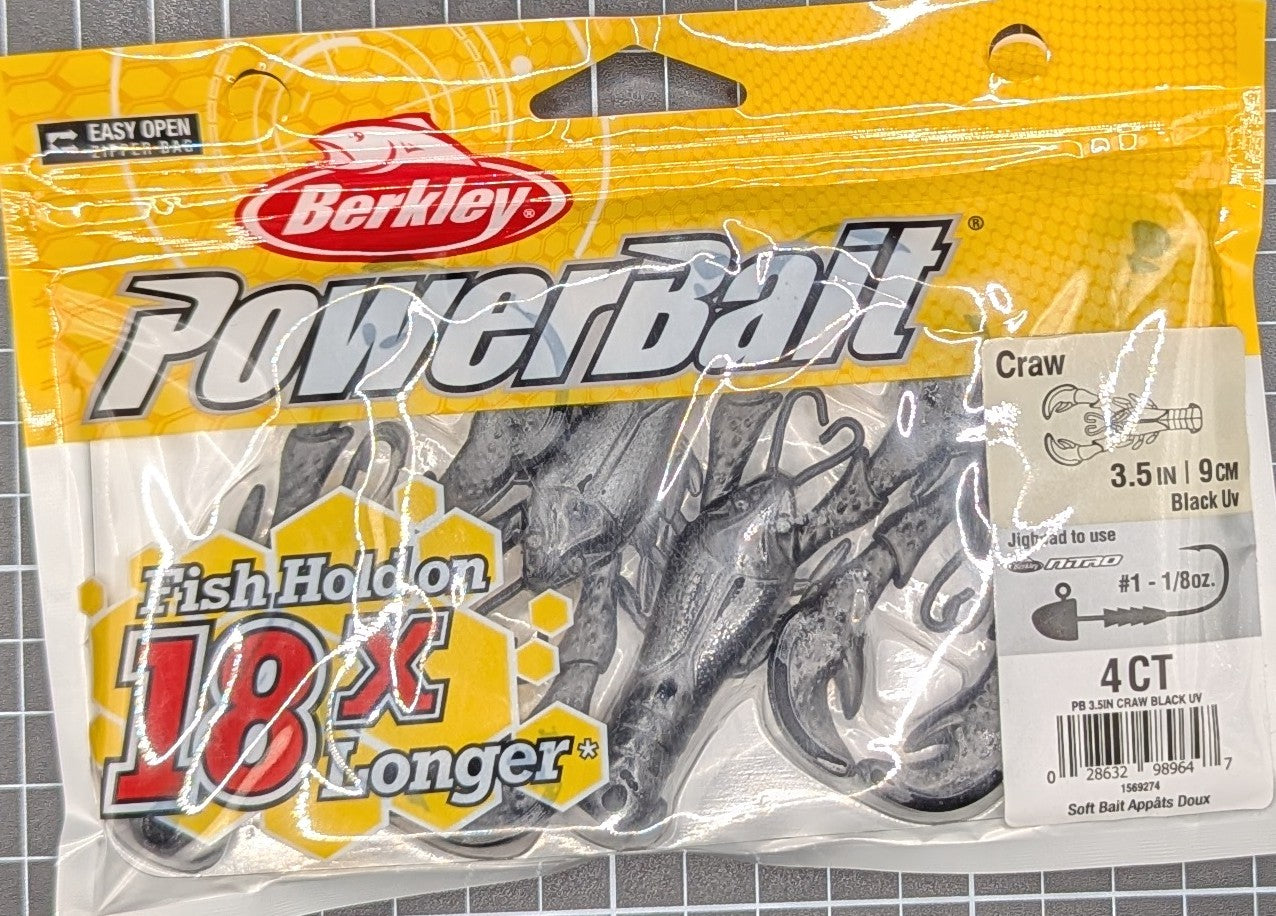 EASY OPEN
ZIPPER BAG
Berkley®
PowerBait®
Fish Hold on
18x
Longer*
Craw
3.5 IN | 9 CM
Black Uv
Jighead to use
Berkley NITRO
#1 - 1/8oz.
4 CT
PB 3.5IN CRAW BLACK UV
0 28632 98964 7
1569274
Soft Bait Appâts Doux